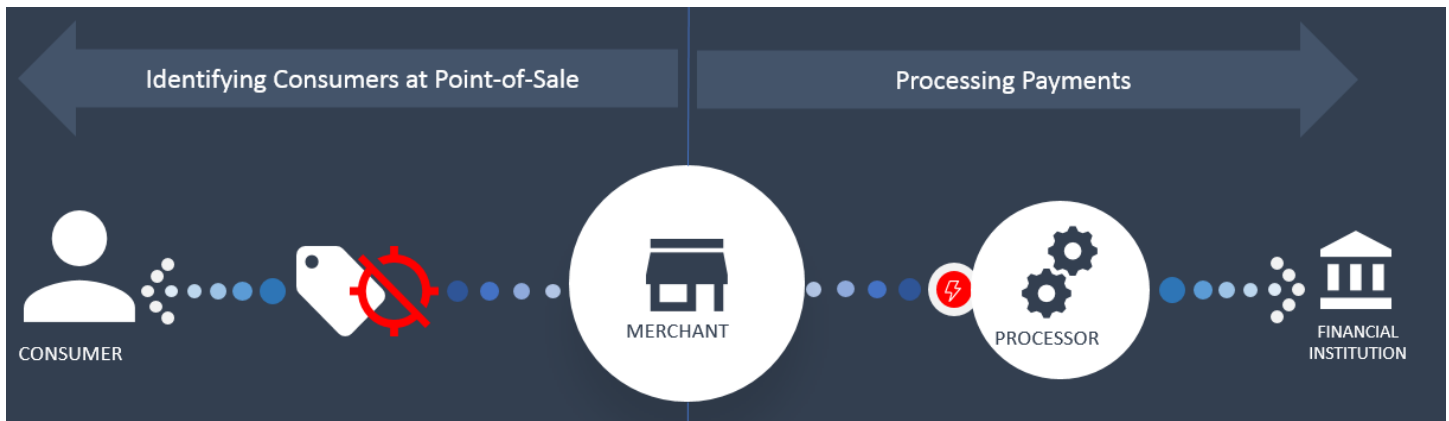 Identifying Consumers at Point-of-Sale
Processing Payments
CONSUMER
MERCHANT
PROCESSOR
FINANCIAL
INSTITUTION